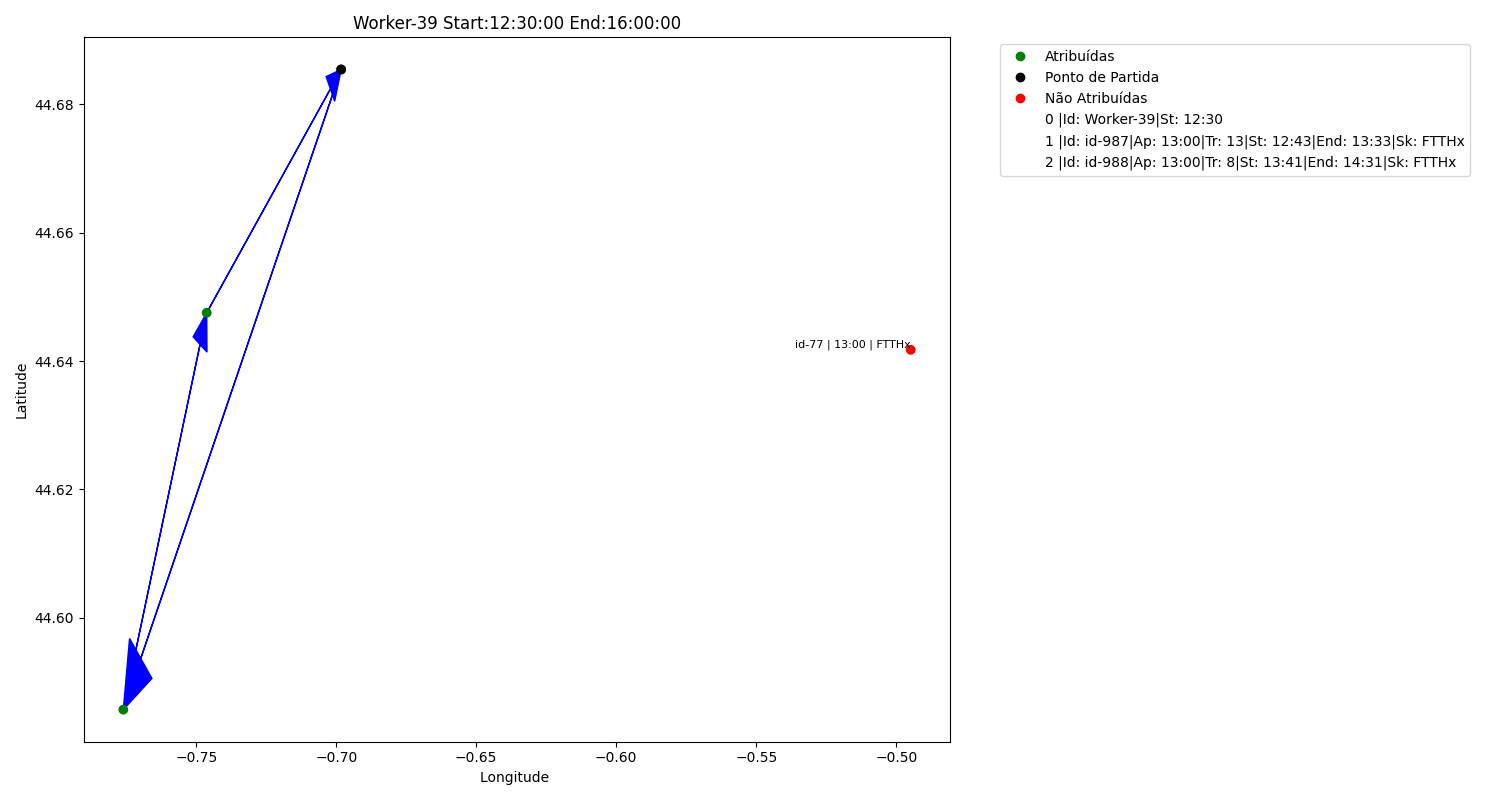 Worker-39 Start:12:30:00 End:16:00:00
Atribuídas
Ponto de Partida
Não Atribuídas
0 |Id: Worker-39|St: 12:30
1 |Id: id-987|Ap: 13:00|Tr: 13|St: 12:43|End: 13:33|Sk: FTTHx
2 |Id: id-988|Ap: 13:00|Tr: 8|St: 13:41|End: 14:31|Sk: FTTHx
44.68
44.66
44.64
44.62
44.60
Latitude
id-77 | 13:00 | FTTHx
−0.75
−0.70
−0.65
−0.60
−0.55
−0.50
Longitude